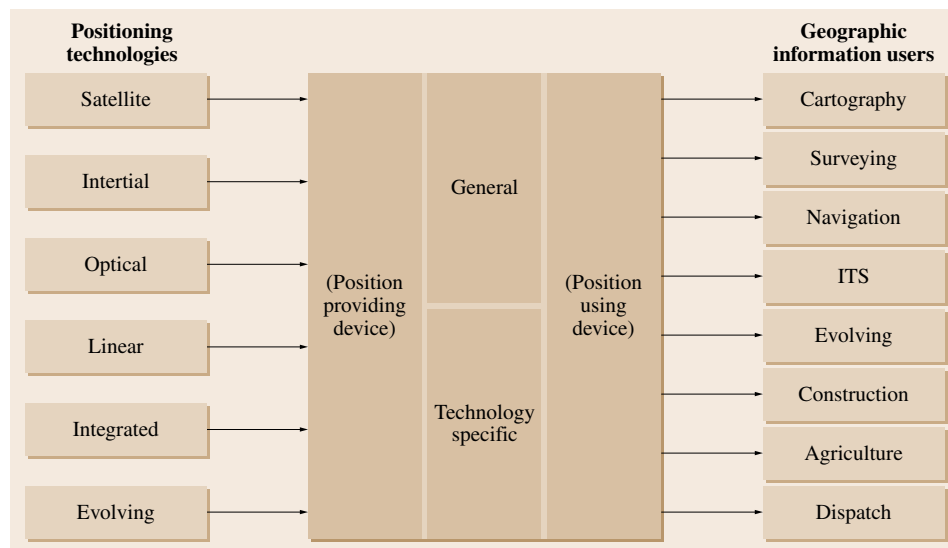 Positioning
technologies
Satellite
Intertial
Optical
Linear
Integrated
Evolving
(Position
providing
device)
General
Technology
specific
(Position
using
device)
Geographic
information users
Cartography
Surveying
Navigation
ITS
Evolving
Construction
Agriculture
Dispatch